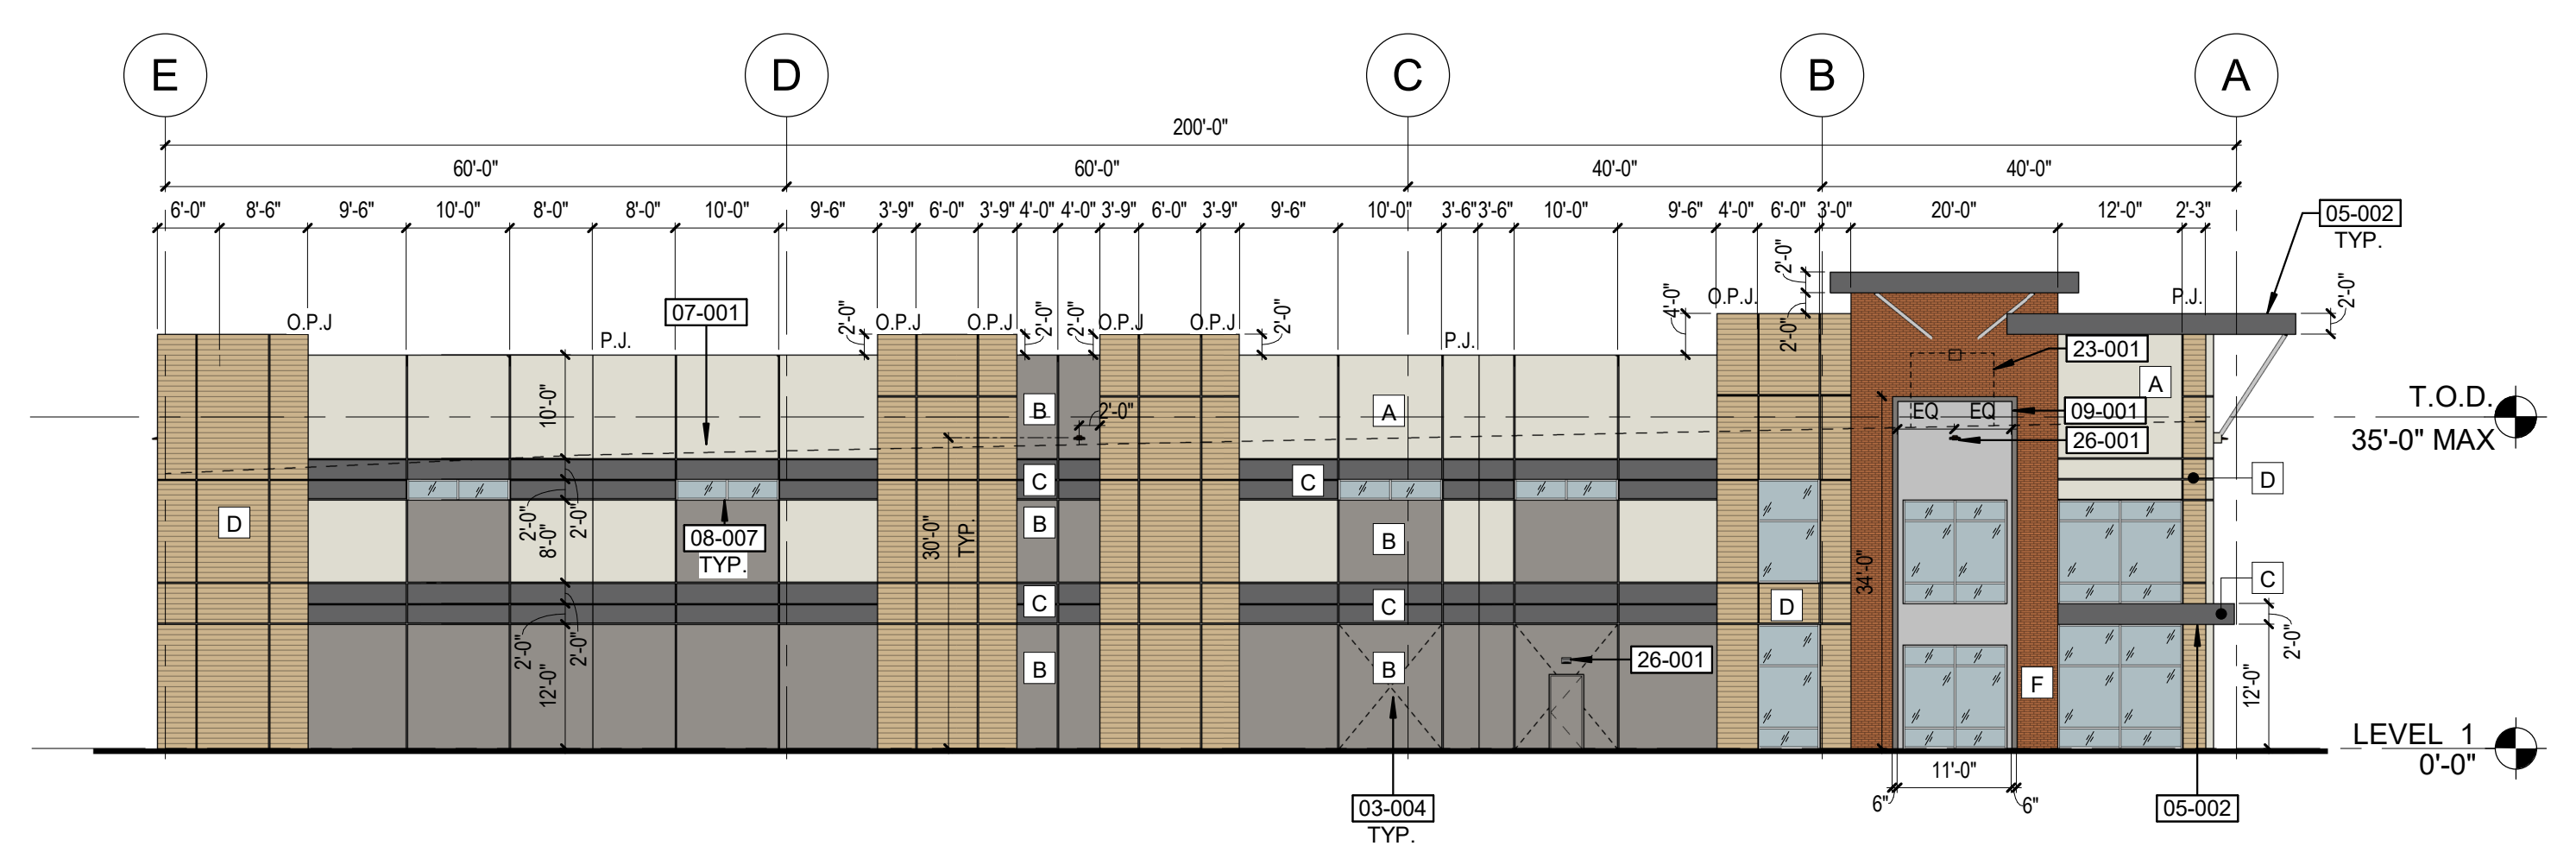 E D C B A
200'-0"
60'-0" 60'-0" 40'-0" 40'-0"
6'-0" 8'-6" 9'-6" 10'-0" 8'-0" 8'-0" 10'-0" 9'-6" 3'-9" 6'-0" 3'-9" 4'-0" 4'-0" 3'-9" 6'-0" 3'-9" 9'-6" 10'-0" 3'-6" 3'-6" 10'-0" 9'-6" 4'-0" 6'-0" 3'-0" 20'-0" 12'-0" 2'-3"
05-002
TYP.
2'-0"
O.P.J P.J. 07-001 2'-0" O.P.J O.P.J 2'-0" 2'-0" O.P.J O.P.J 2'-0" P.J. 4'-0" O.P.J. 2'-0" P.J. 2'-0"
23-001
A
10'-0" B 2'-0" A EQ EQ 09-001
T.O.D.
35'-0" MAX
26-001
C C D
D 2'-0" 2'-0" B
08-007
TYP.
8'-0" 30'-0" TYP. B 34'-0"
C C D C
2'-0" 2'-0" 2'-0"
12'-0" B B 26-001 F 12'-0"
LEVEL 1
0'-0"
11'-0"
6" 6"
03-004
TYP.
05-002